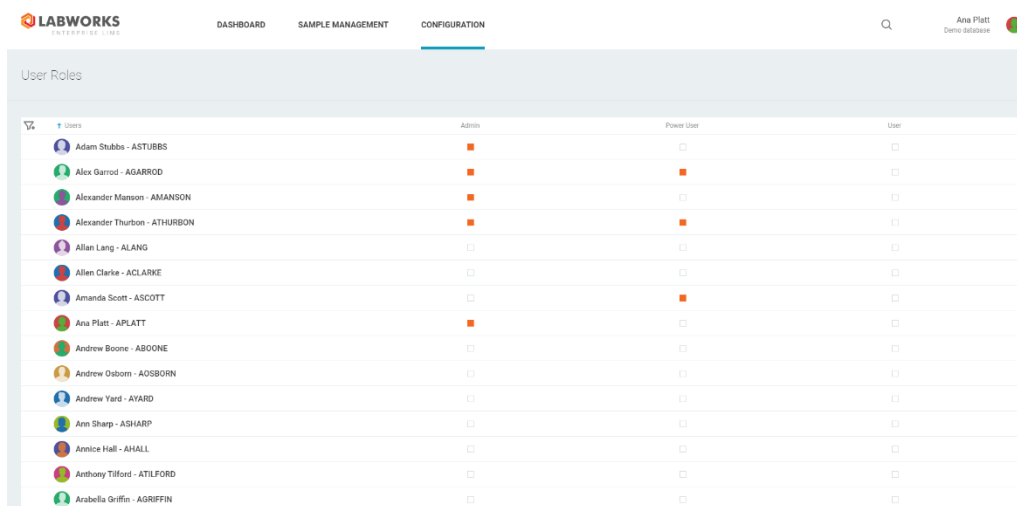 LABWORKS
ENTERPRISE LIMS
DASHBOARD SAMPLE MANAGEMENT CONFIGURATION
Ana Platt
Demo database
User Roles
Users Admin Power User User
Adam Stubbs - ASTUBBS
Alex Garrod - AGARROD
Alexander Manson - AMANSON
Alexander Thurbon - ATHURBON
Allan Lang - ALANG
Allen Clarke - ACLARKE
Amanda Scott - ASCOTT
Ana Platt - APLATT
Andrew Boone - ABOONE
Andrew Osborn - AOSBORN
Andrew Yard - AYARD
Ann Sharp - ASHARP
Annice Hall - AHALL
Anthony Tilford - ATILFORD
Arabella Griffin - AGRIFFIN